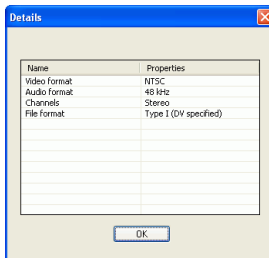 Details
Name Properties
Video format NTSC
Audio format 48 kHz
Channels Stereo
File format Type I (DV specified)
OK